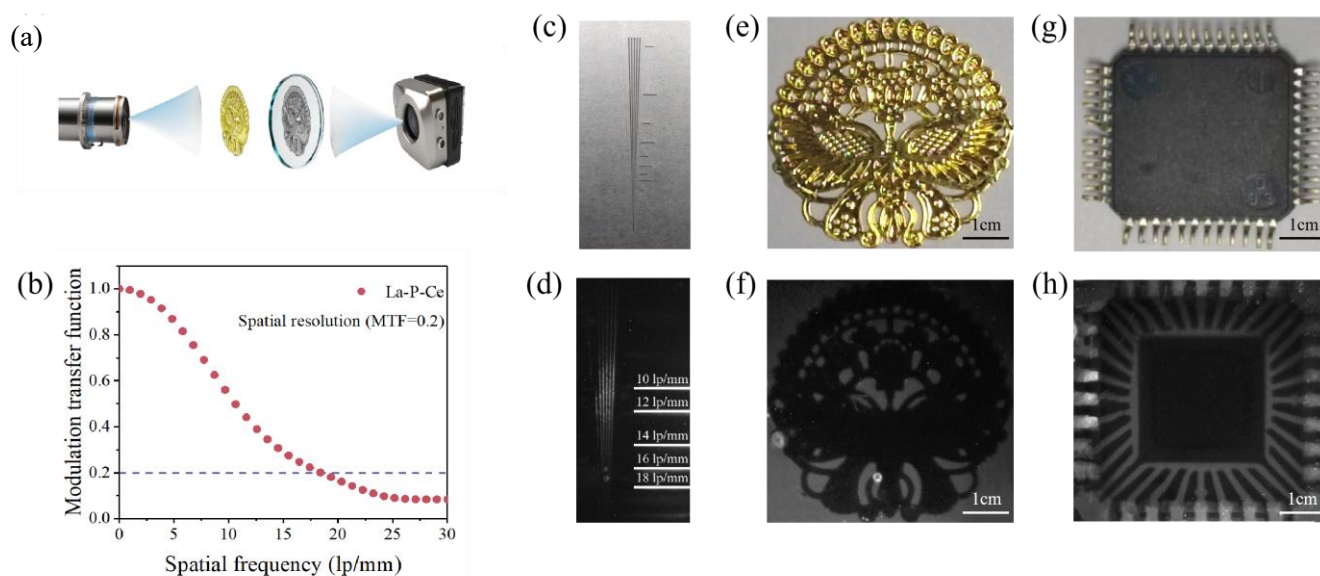 (a)
(b)
Modulation transfer function
1.0
0.8
0.6
0.4
0.2
0.0
La-P-Ce
Spatial resolution (MTF=0.2)
0
5
10
15
20
25
30
Spatial frequency (lp/mm)
(c)
(d)
10 lp/mm
12 lp/mm
14 lp/mm
16 lp/mm
18 lp/mm
(e)
1cm
(f)
1cm
(g)
1cm
(h)
1cm